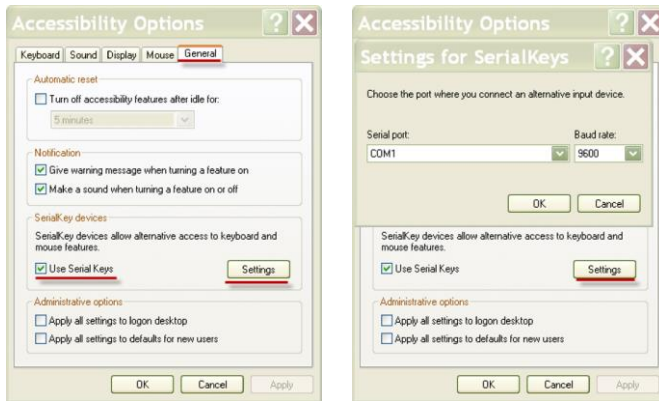 Accessibility Options
Keyboard Sound Display Mouse General
Automatic reset
Turn off accessibility features after idle for:
5 minutes
Notification
Give warning message when turning a feature on
Make a sound when turning a feature on or off
SerialKey devices
SerialKey devices allow alternative access to keyboard and
mouse features.
Use Serial Keys Settings
Administrative options
Apply all settings to logon desktop
Apply all settings to defaults for new users
OK Cancel Apply
Accessibility Options
Settings for SerialKeys
Choose the port where you connect an alternative input device.
Serial port: Baud rate:
COM1 9600
OK Cancel
SerialKey devices allow alternative access to keyboard and
mouse features.
Use Serial Keys Settings
Administrative options
Apply all settings to logon desktop
Apply all settings to defaults for new users
OK Cancel Apply